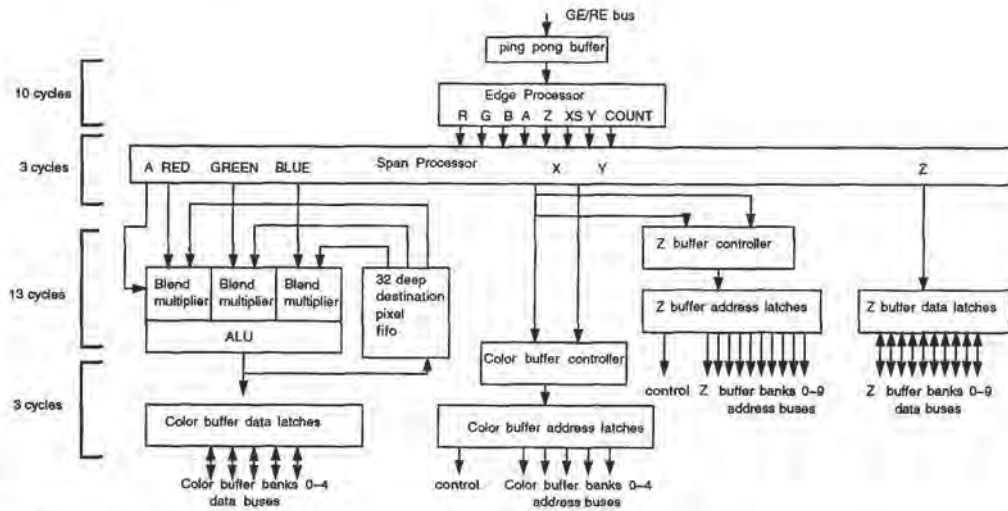 GE/RE bus
ping pong buffer
10 cycles
Edge Processor
R G B A Z XS Y COUNT
3 cycles
A RED GREEN BLUE Span Processor X Y Z
Z buffer controller
13 cycles
Blend multiplier
Blend multiplier
Blend multiplier
32 deep destination pixel fifo
Z buffer address latches
Z buffer data latches
ALU
Color buffer controller
control Z buffer banks 0-9
address buses
Z buffer banks 0-9
data buses
3 cycles
Color buffer data latches
Color buffer address latches
Color buffer banks 0-4
data buses
control Color buffer banks 0-4
address buses